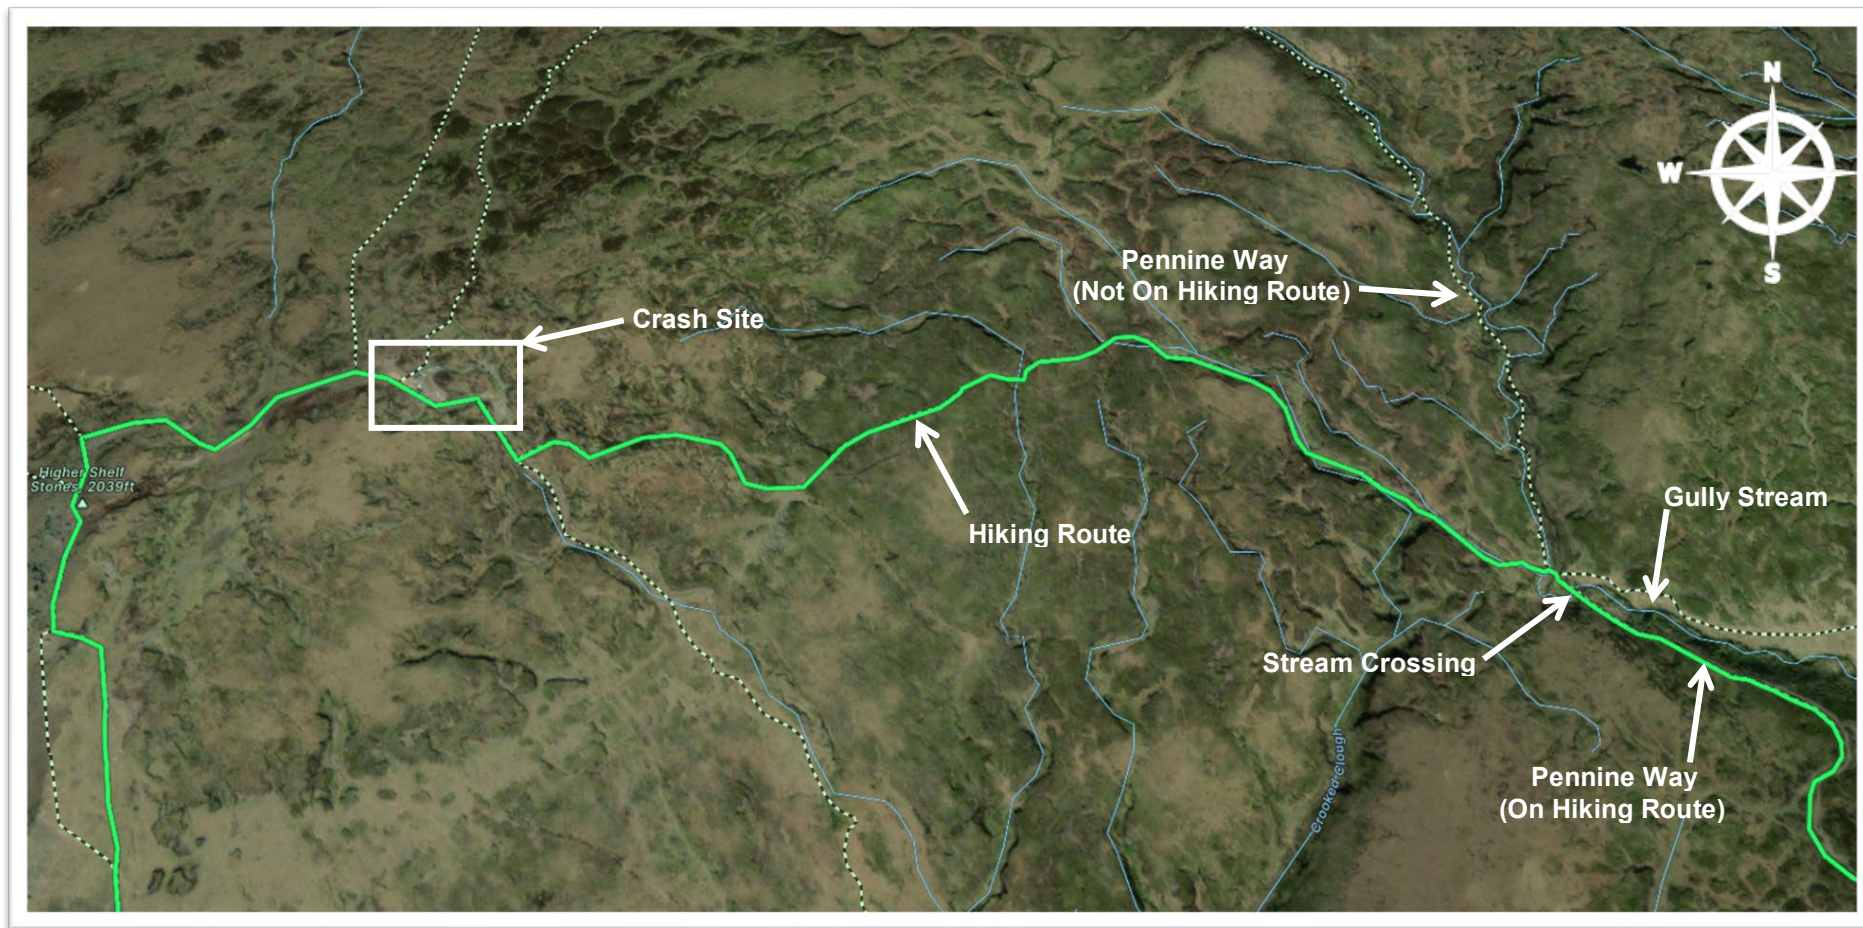 N
W
S
Pennine Way
(Not On Hiking Route)
Crash Site
Higher Shelf
Stones 2039ft
Gully Stream
Hiking Route
Stream Crossing
Crooked Clough
Pennine Way
(On Hiking Route)